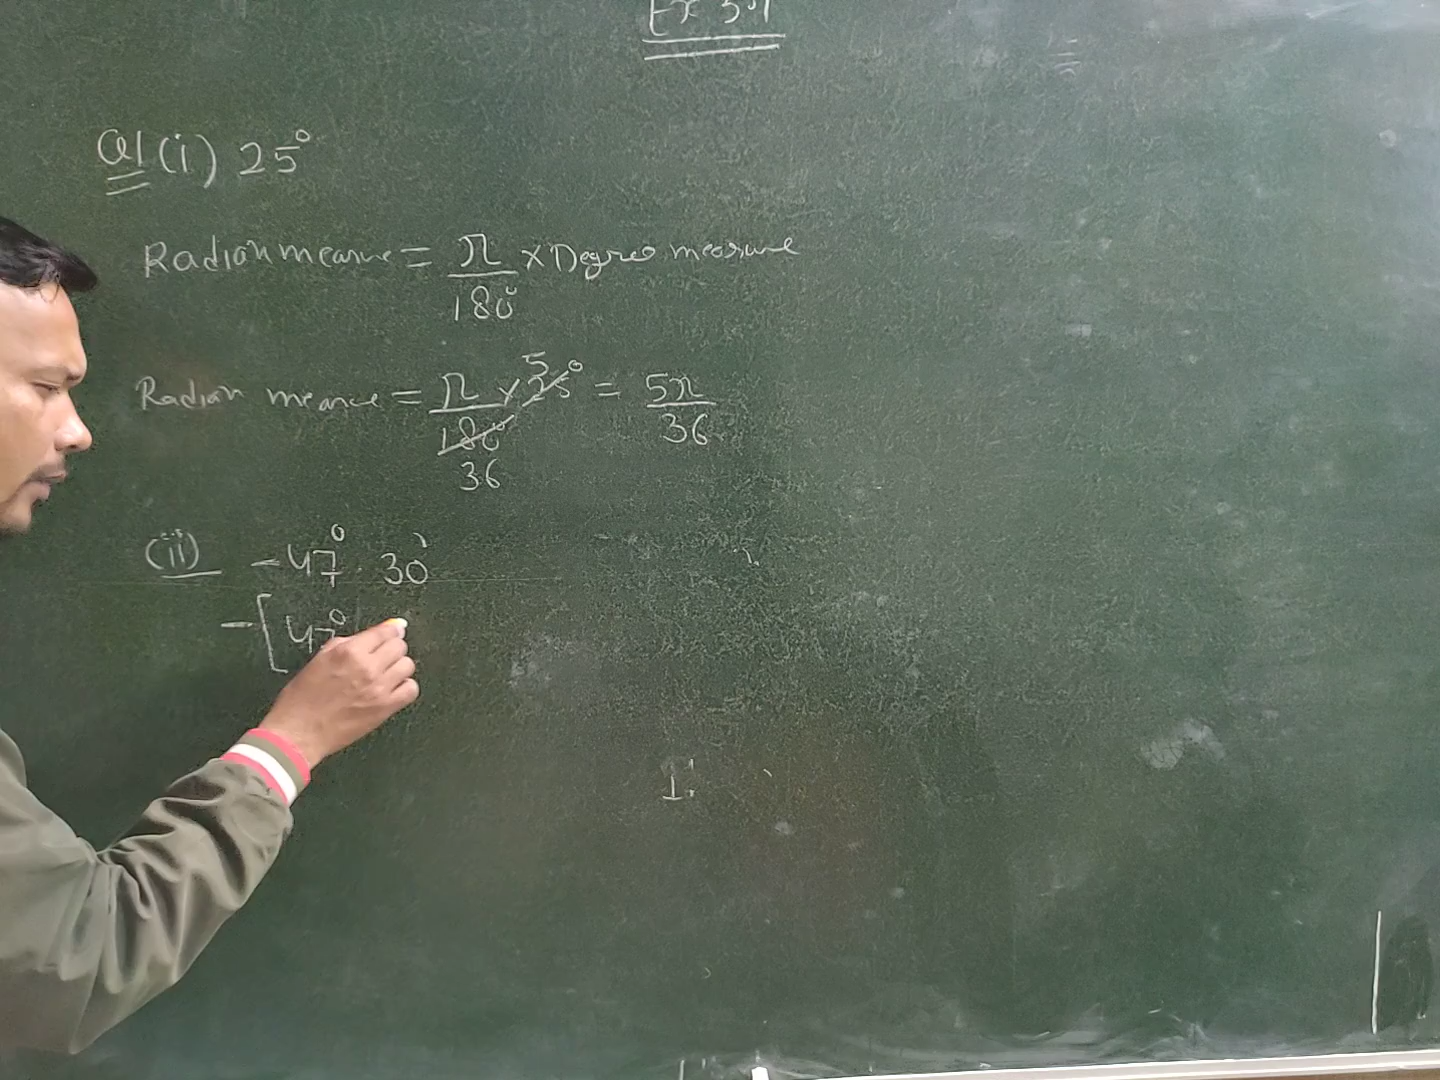 Ex 3.1
Q1 (i) 25°
Radian measure = π/180° × Degree measure
Radian measure = π/180° × 25° = 5π/36
5
36
(ii) -47° 30'
-[47°